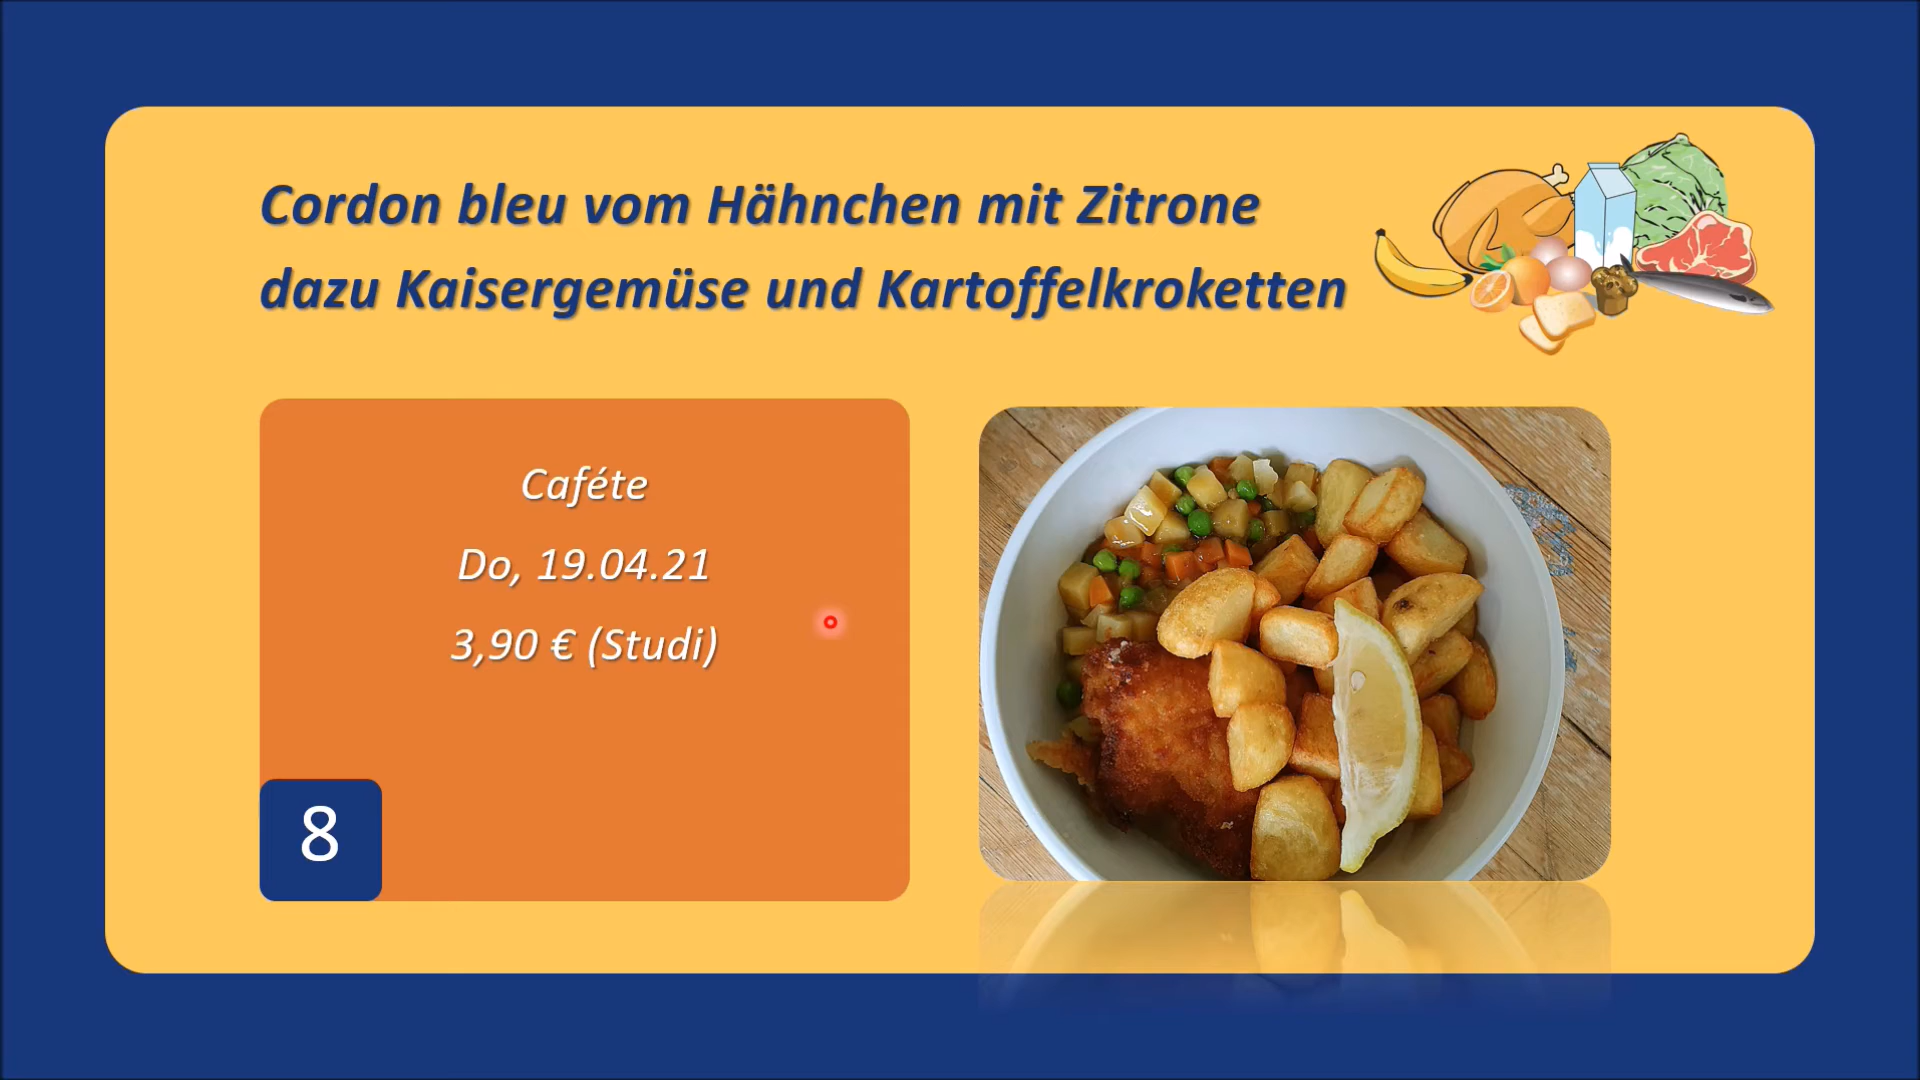 Cordon bleu vom Hähnchen mit Zitrone
dazu Kaisergemüse und Kartoffelkroketten
Caféte
Do, 19.04.21
3,90 € (Studi)
8